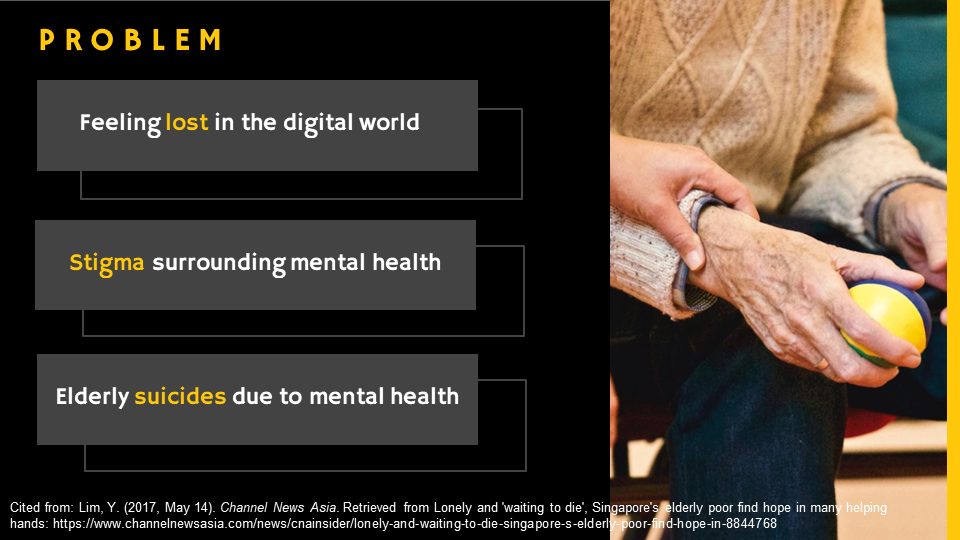 PROBLEM
Feeling lost in the digital world
Stigma surrounding mental health
Elderly suicides due to mental health
Cited from: Lim, Y. (2017, May 14). Channel News Asia. Retrieved from Lonely and 'waiting to die', Singapore's elderly poor find hope in many helping
hands: https://www.channelnewsasia.com/news/cnainsider/lonely-and-waiting-to-die-singapore-s-elderly-poor-find-hope-in-8844768